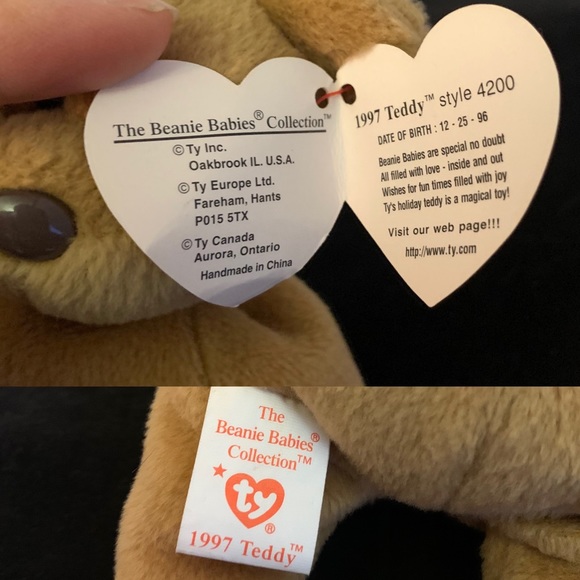 The Beanie Babies® Collection™
©Ty Inc.
Oakbrook IL. U.S.A.
©Ty Europe Ltd.
Fareham, Hants
P015 5TX
©Ty Canada
Aurora, Ontario
Handmade in China
1997 Teddy™ style 4200
DATE OF BIRTH : 12 - 25 - 96
Beanie Babies are special no doubt
All filled with love - inside and out
Wishes for fun times filled with joy
Ty's holiday teddy is a magical toy!
Visit our web page!!!
http://www.ty.com
The
Beanie Babies®
Collection™
ty®
1997 Teddy™